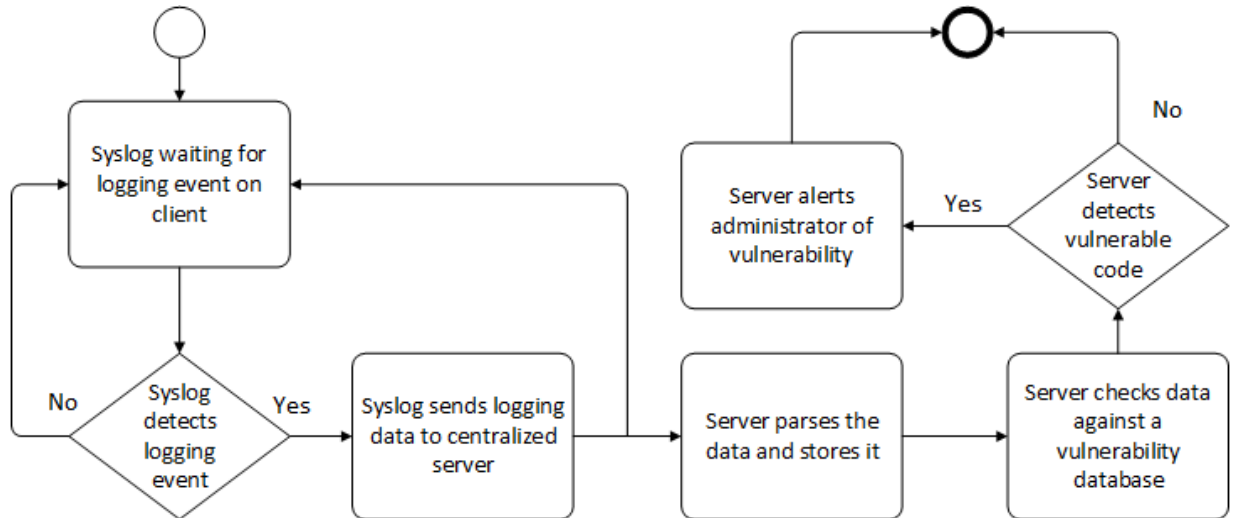 Syslog waiting for
logging event on
client
Syslog
detects
logging
event
No
Yes
Syslog sends logging
data to centralized
server
Server parses the
data and stores it
Server checks data
against a
vulnerability
database
Server
detects
vulnerable
code
Yes
No
Server alerts
administrator of
vulnerability